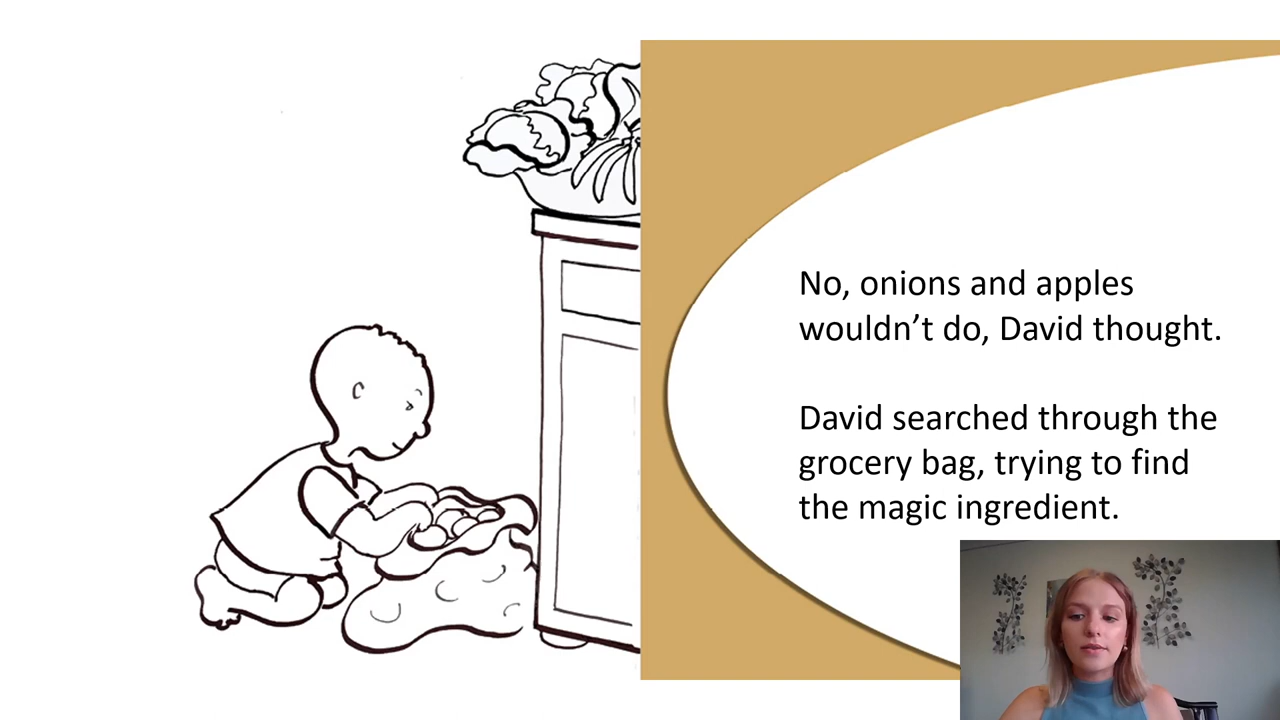 No, onions and apples
wouldn’t do, David thought.
David searched through the
grocery bag, trying to find
the magic ingredient.